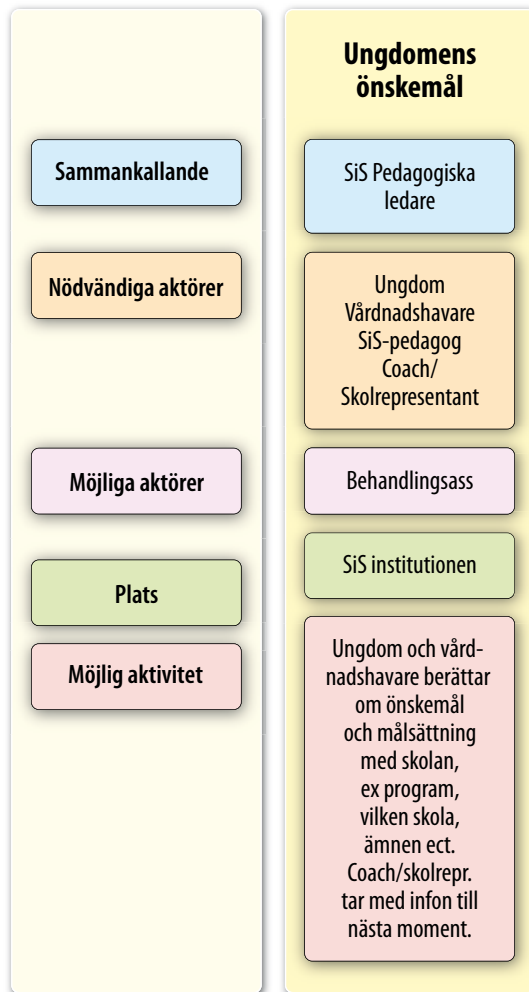 Ungdomens
önskemål
Sammankallande
SiS Pedagogiska
ledare
Nödvändiga aktörer
Ungdom
Vårdnadshavare
SiS-pedagog
Coach/
Skolrepresentant
Möjliga aktörer
Behandlingsass
Plats
SiS institutionen
Möjlig aktivitet
Ungdom och vård-
nadshavare berättar
om önskemål
och målsättning
med skolan,
ex program,
vilken skola,
ämnen ect.
Coach/skolrepr.
tar med infon till
nästa moment.